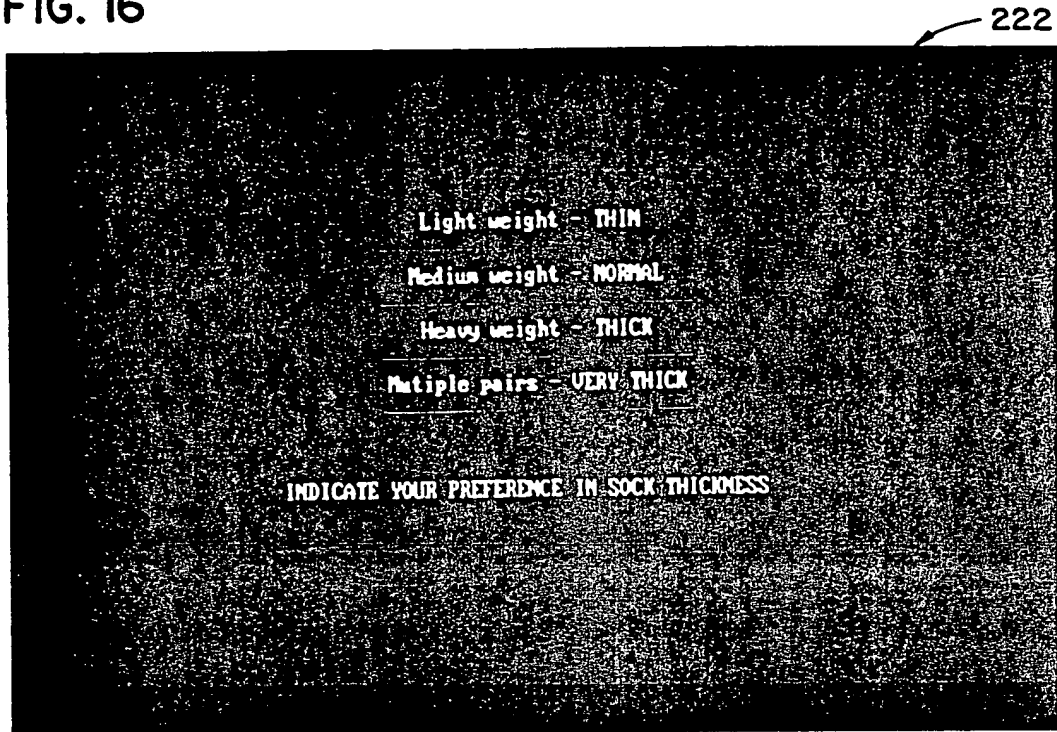 FIG. 16
222
Light weight - THIN
Medium weight - NORMAL
Heavy weight - THICK
Mutiple pairs - VERY THICK
INDICATE YOUR PREFERENCE IN SOCK THICKNESS